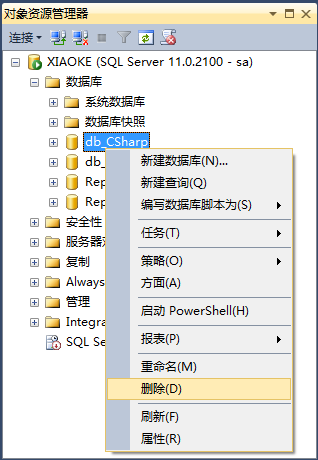 对象资源管理器
连接
XIAOKE (SQL Server 11.0.2100 - sa)
数据库
系统数据库
数据库快照
db_CSharp
db_
Rep
Rep
安全性
服务器对
复制
Always
管理
Integra
SQL Se
新建数据库(N)...
新建查询(Q)
编写数据库脚本为(S)
任务(T)
策略(O)
方面(A)
启动 PowerShell(H)
报表(P)
重命名(M)
删除(D)
刷新(F)
属性(R)